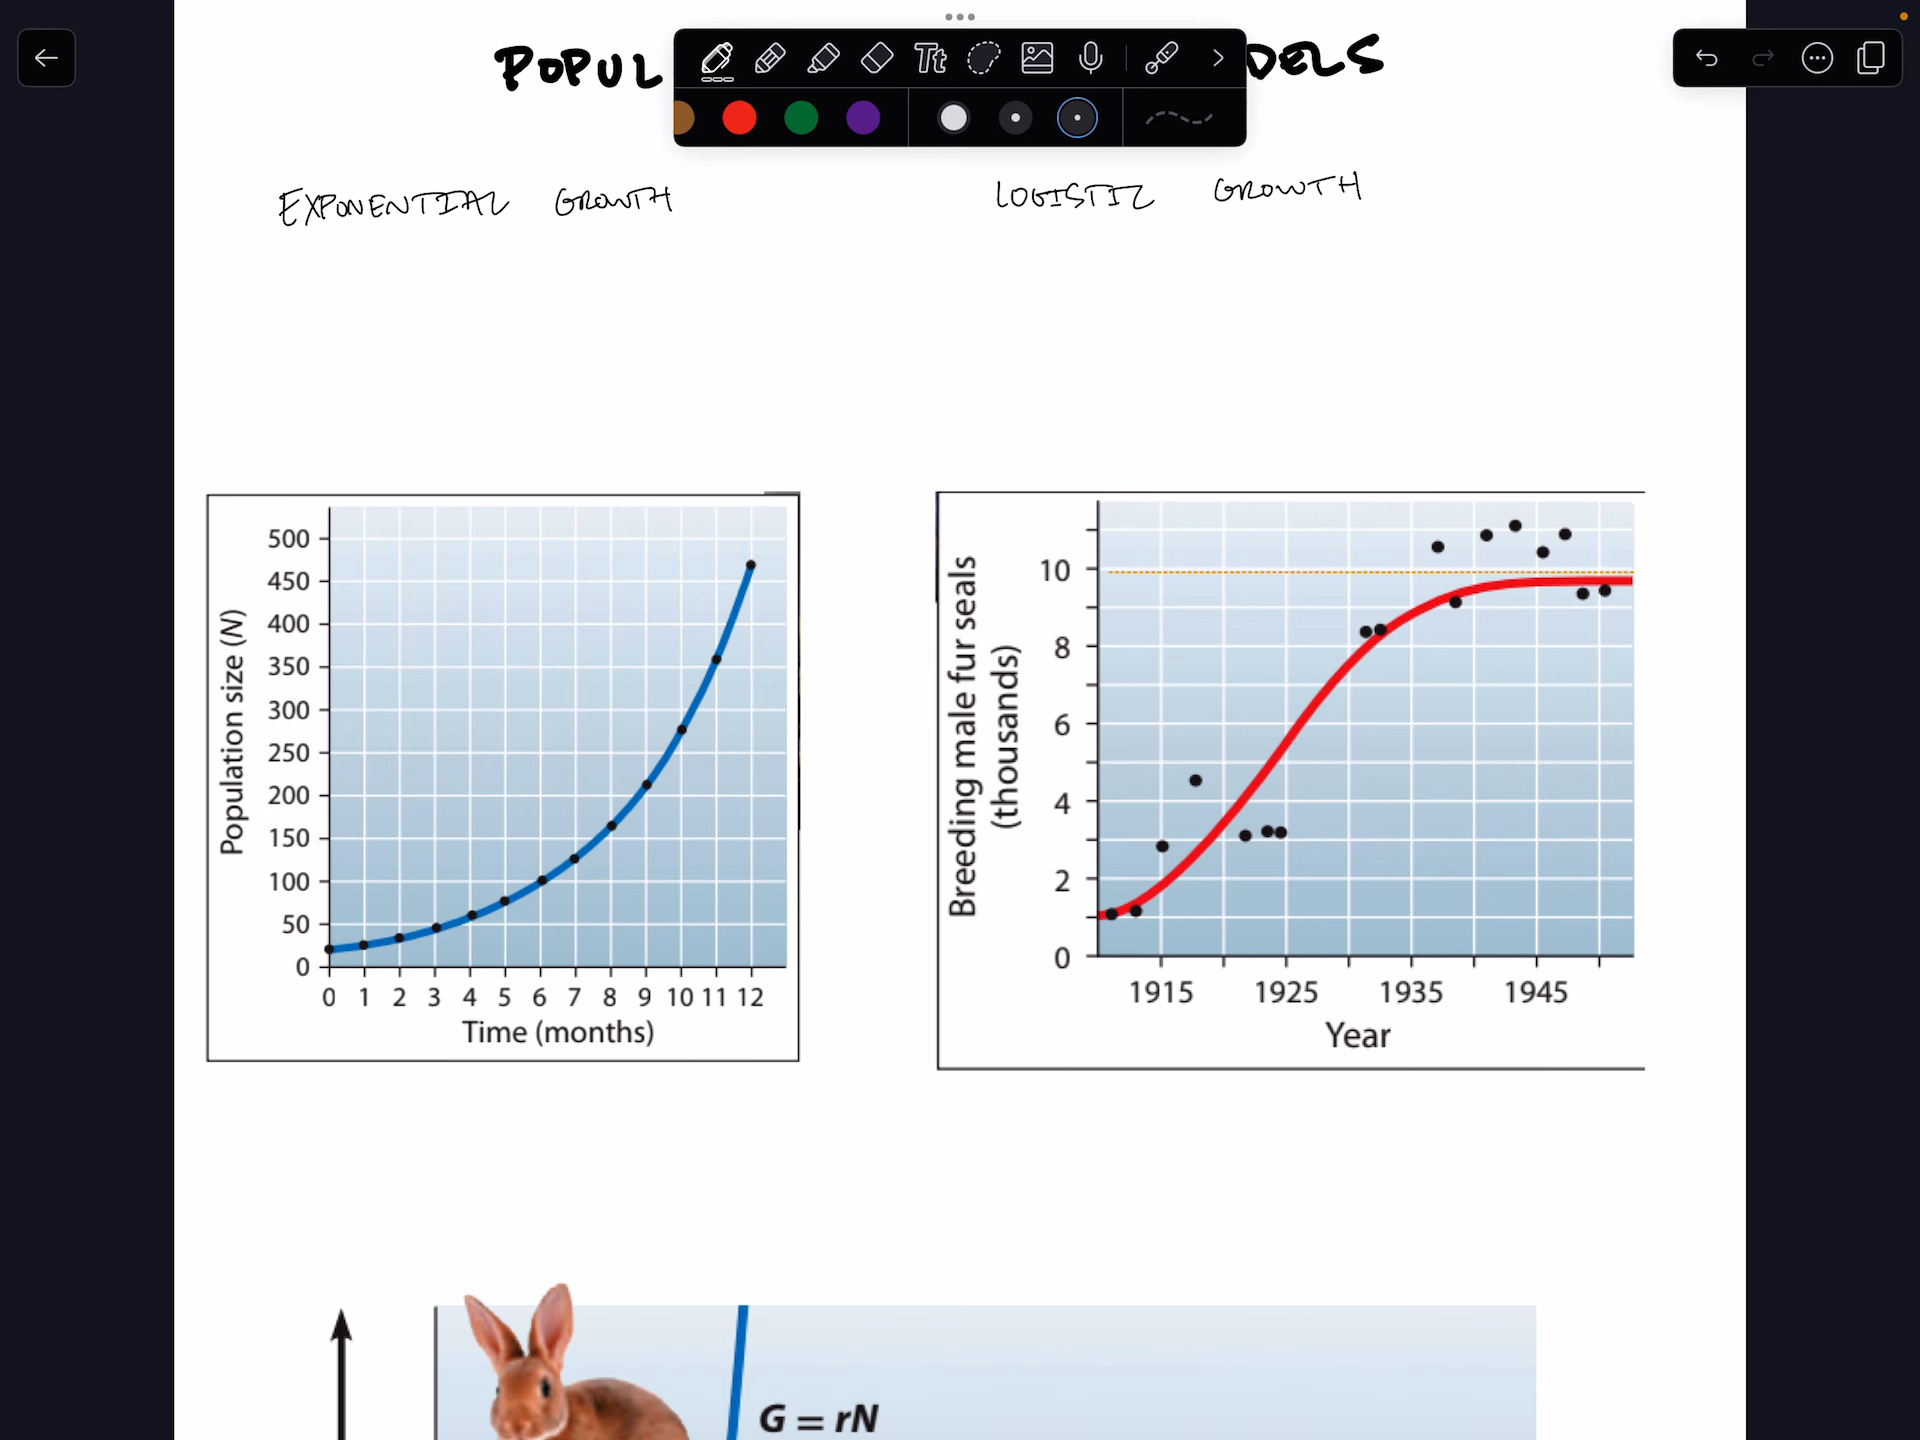 POPUL DELS
Tt
EXPONENTIAL GROWTH
LOGISTIC GROWTH
Population size (N)
500
450
400
350
300
250
200
150
100
50
0
0 1 2 3 4 5 6 7 8 9 10 11 12
Time (months)
Breeding male fur seals
(thousands)
10
8
6
4
2
0
1915 1925 1935 1945
Year
G = rN